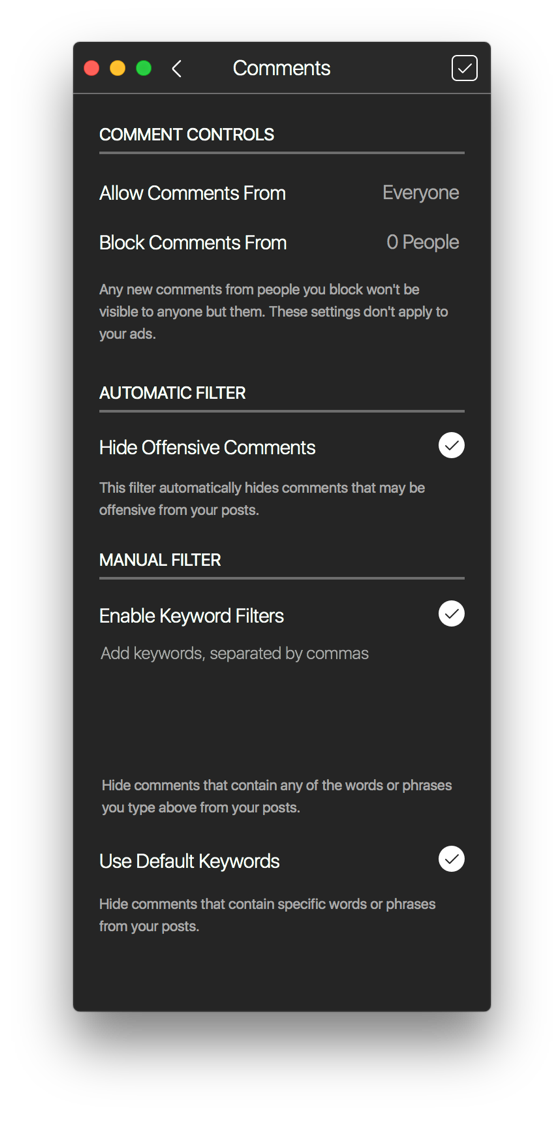 Comments
COMMENT CONTROLS
Allow Comments From Everyone
Block Comments From 0 People
Any new comments from people you block won't be
visible to anyone but them. These settings don't apply to
your ads.
AUTOMATIC FILTER
Hide Offensive Comments
This filter automatically hides comments that may be
offensive from your posts.
MANUAL FILTER
Enable Keyword Filters
Add keywords, separated by commas
Hide comments that contain any of the words or phrases
you type above from your posts.
Use Default Keywords
Hide comments that contain specific words or phrases
from your posts.